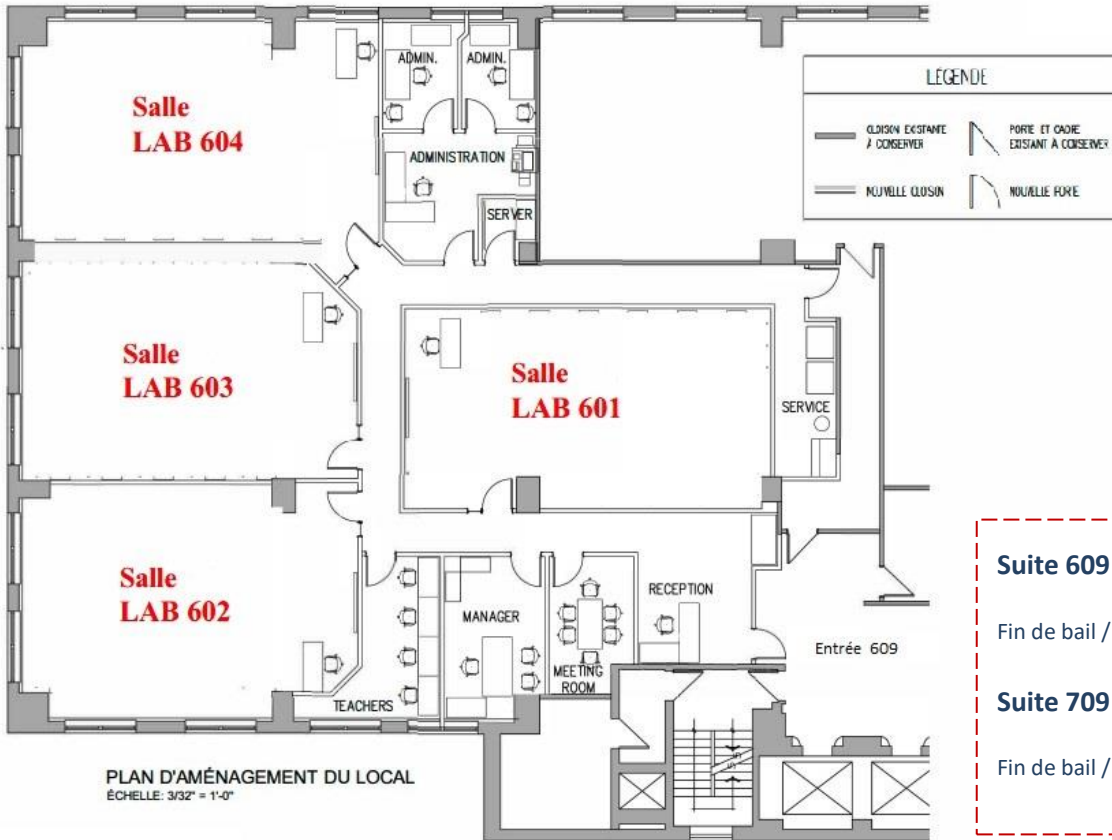 ADMIN.
ADMIN.
Salle
LAB 604
ADMINISTRATION
SERVER
LÉGENDE
CLOISON EXISTANTE
À CONSERVER
PORTE ET CADRE
EXISTANT À CONSERVER
NOUVELLE CLOISON
NOUVELLE PORTE
Salle
LAB 603
Salle
LAB 601
SERVICE
Salle
LAB 602
MANAGER
RECEPTION
MEETING
ROOM
TEACHERS
Entrée 609
Suite 609
Fin de bail /
Suite 709
Fin de bail /
PLAN D'AMÉNAGEMENT DU LOCAL
ÉCHELLE: 3/32" = 1'-0"